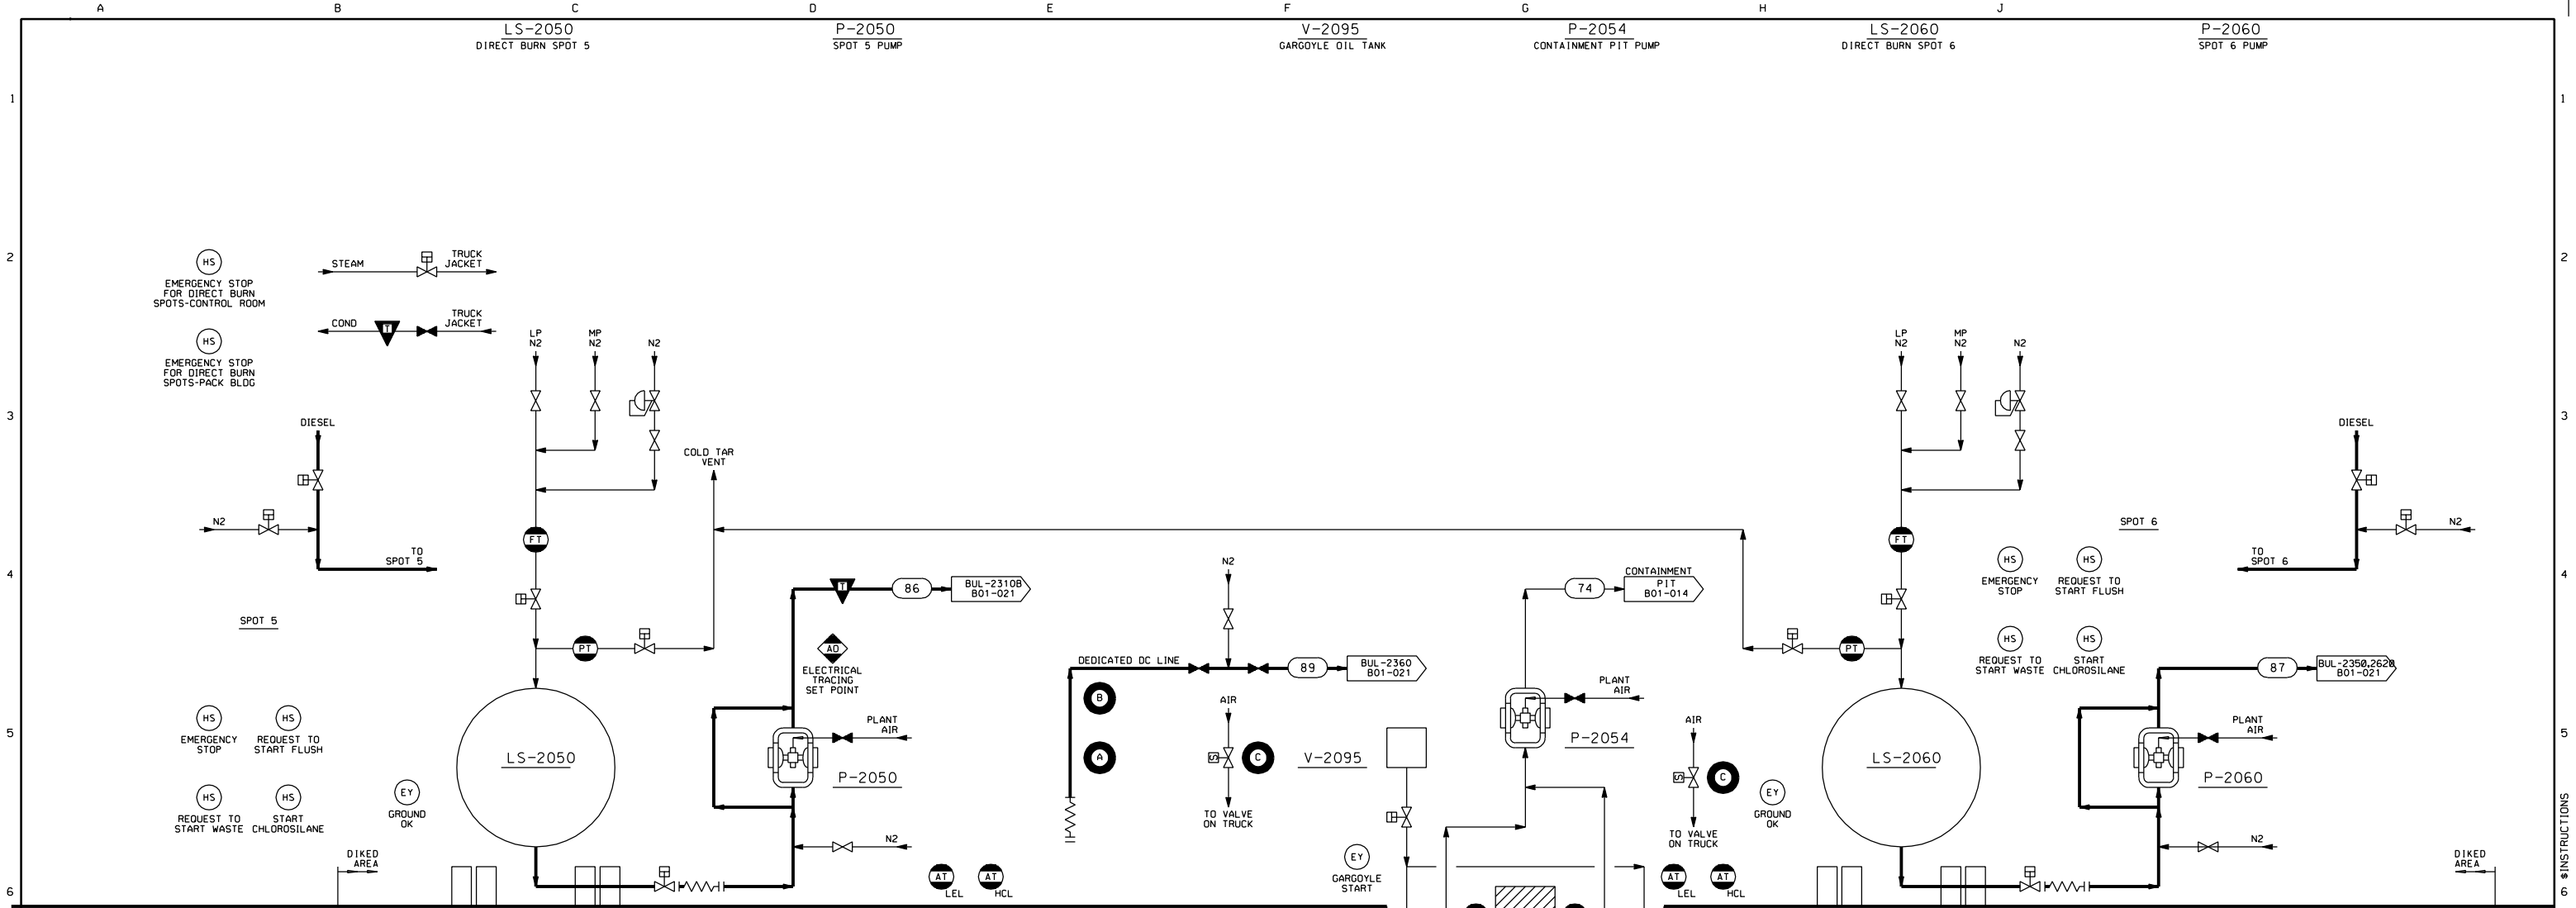 A B C D E F G H J
LS-2050
DIRECT BURN SPOT 5
P-2050
SPOT 5 PUMP
V-2095
GARGOYLE OIL TANK
P-2054
CONTAINMENT PIT PUMP
LS-2060
DIRECT BURN SPOT 6
P-2060
SPOT 6 PUMP
1
1
2
2
3
3
4
4
5
5
6
6
HS
EMERGENCY STOP
FOR DIRECT BURN
SPOTS-CONTROL ROOM
HS
EMERGENCY STOP
FOR DIRECT BURN
SPOTS-PACK BLDG
STEAM
TRUCK
JACKET
COND
T
TRUCK
JACKET
DIESEL
N2
TO
SPOT 5
SPOT 5
HS
EMERGENCY
STOP
HS
REQUEST TO
START FLUSH
HS
REQUEST TO
START WASTE
HS
START
CHLOROSILANE
EY
GROUND
OK
DIKED
AREA
LP
N2
MP
N2
N2
FT
PT
COLD TAR
VENT
LS-2050
T
86
BUL-2310B
B01-021
AO
ELECTRICAL
TRACING
SET POINT
PLANT
AIR
P-2050
N2
AT
LEL
AT
HCL
DEDICATED DC LINE
B
A
N2
89
BUL-2360
B01-021
AIR
S
C
TO VALVE
ON TRUCK
V-2095
EY
GARGOYLE
START
74
CONTAINMENT
PIT
B01-014
PLANT
AIR
P-2054
AIR
S
C
TO VALVE
ON TRUCK
AT
LEL
AT
HCL
EY
GROUND
OK
LP
N2
MP
N2
N2
FT
PT
LS-2060
SPOT 6
HS
EMERGENCY
STOP
HS
REQUEST TO
START FLUSH
HS
REQUEST TO
START WASTE
HS
START
CHLOROSILANE
DIESEL
N2
TO
SPOT 6
87
BUL-2350,2620
B01-021
PLANT
AIR
P-2060
N2
DIKED
AREA
$INSTRUCTIONS